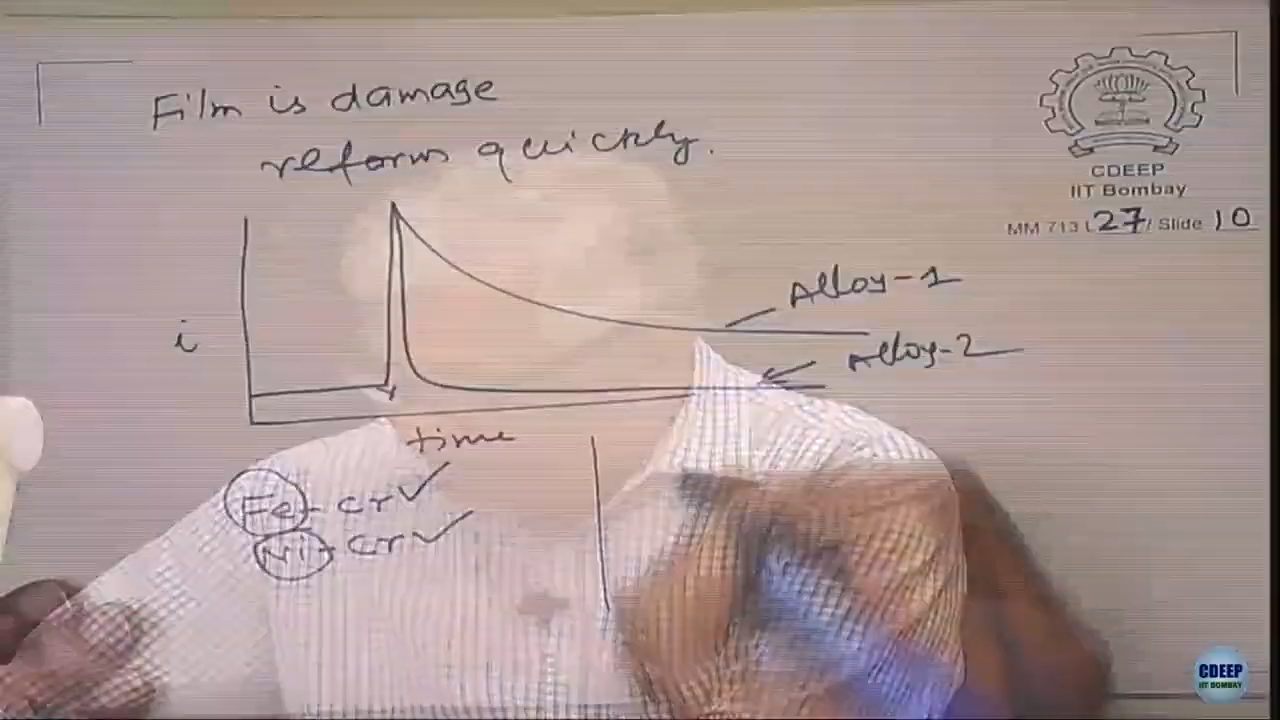 Film is damage
reform quickly.
CDEEP
IIT Bombay
MM 713 L 27 / Slide 10
i
Alloy-1
Alloy-2
time
Fe-Cr ✓
Ni-Cr ✓
CDEEP
IIT BOMBAY